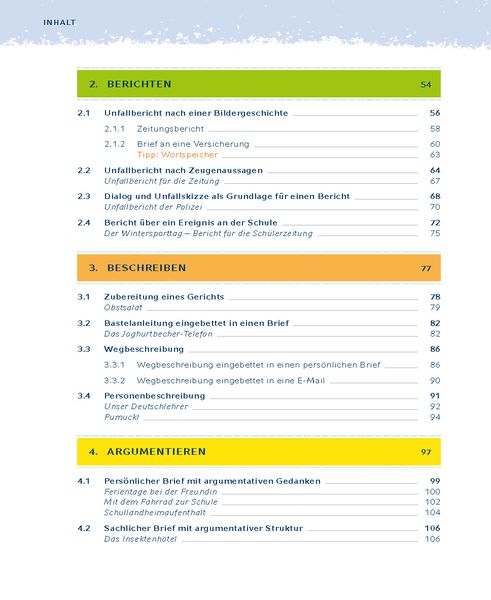 INHALT
2. BERICHTEN 54
2.1 Unfallbericht nach einer Bildergeschichte 56
2.1.1 Zeitungsbericht 58
2.1.2 Brief an eine Versicherung 60
Tipp: Wortspeicher 63
2.2 Unfallbericht nach Zeugenaussagen 64
Unfallbericht für die Zeitung 67
2.3 Dialog und Unfallskizze als Grundlage für einen Bericht 68
Unfallbericht der Polizei 70
2.4 Bericht über ein Ereignis an der Schule 72
Der Wintersporttag – Bericht für die Schülerzeitung 75
3. BESCHREIBEN 77
3.1 Zubereitung eines Gerichts 78
Obstsalat 79
3.2 Bastelanleitung eingebettet in einen Brief 82
Das Joghurtbecher-Telefon 82
3.3 Wegbeschreibung 86
3.3.1 Wegbeschreibung eingebettet in einen persönlichen Brief 86
3.3.2 Wegbeschreibung eingebettet in eine E-Mail 90
3.4 Personenbeschreibung 91
Unser Deutschlehrer 92
Pumuckl 94
4. ARGUMENTIEREN 97
4.1 Persönlicher Brief mit argumentativen Gedanken 99
Ferientage bei der Freundin 100
Mit dem Fahrrad zur Schule 102
Schullandheimaufenthalt 104
4.2 Sachlicher Brief mit argumentativer Struktur 106
Das Insektenhotel 106